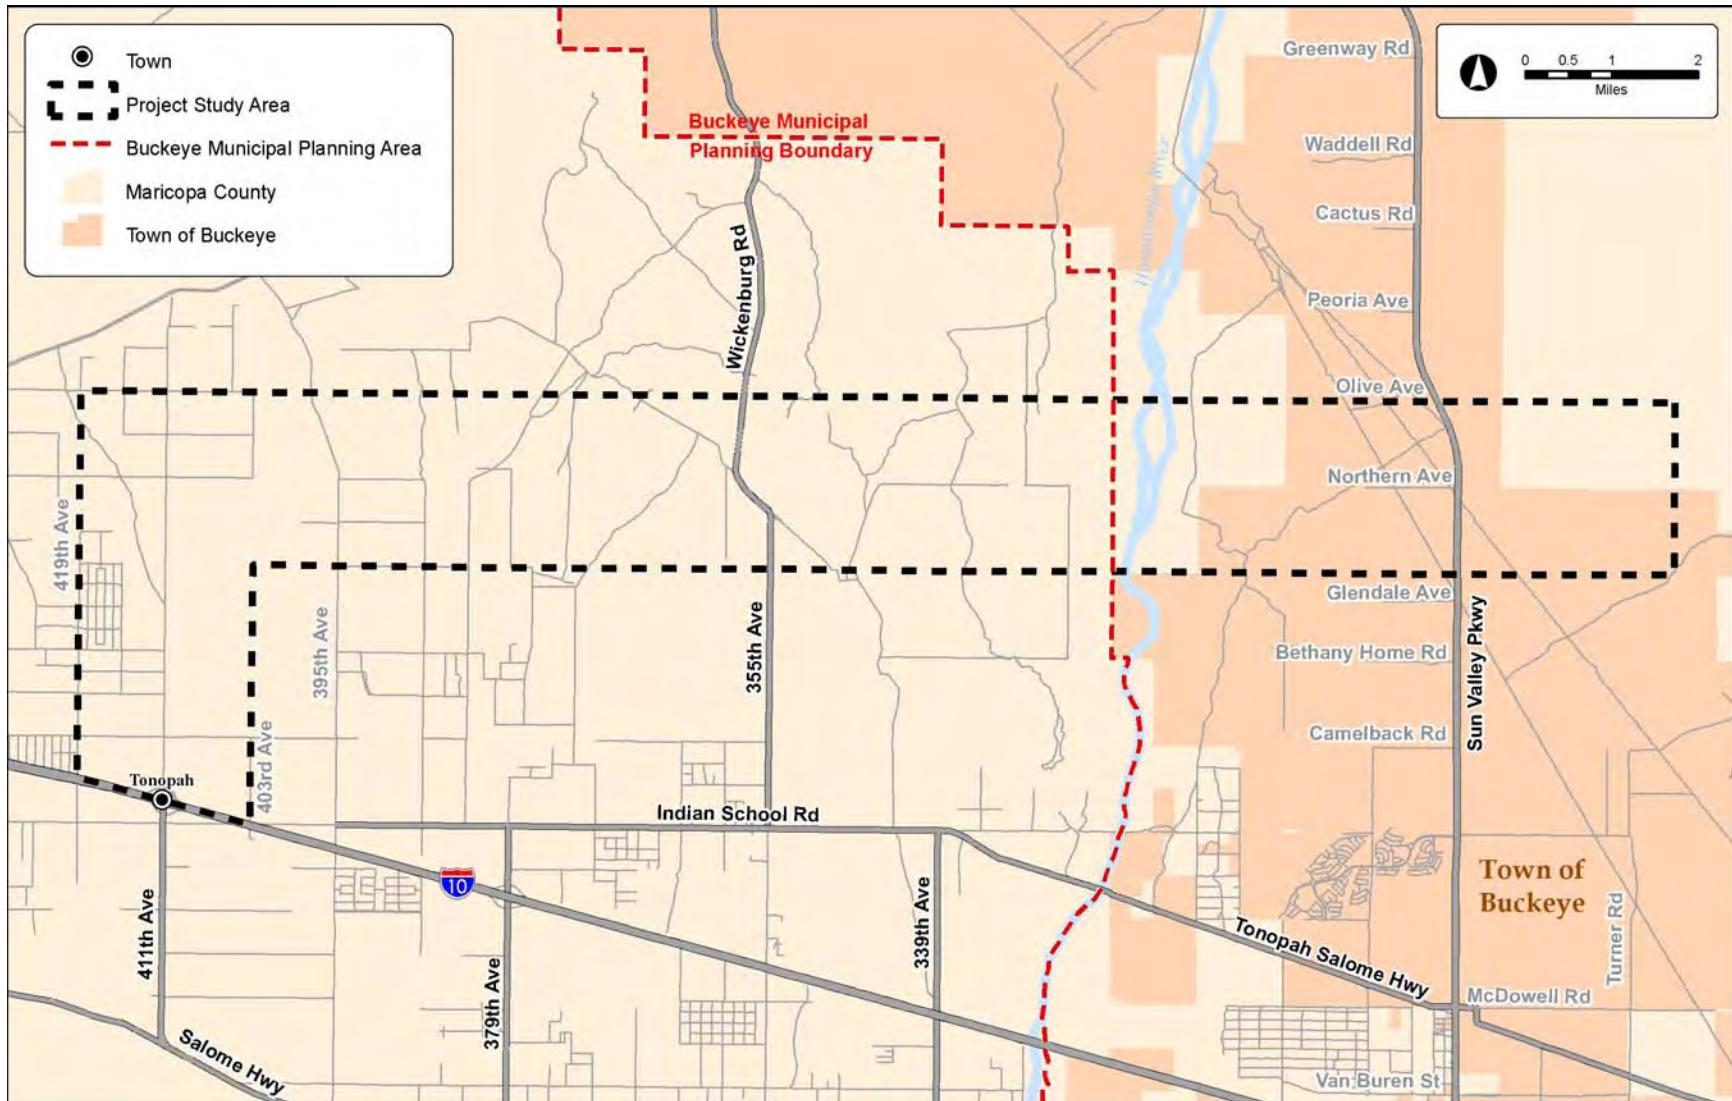 Town
Project Study Area
Buckeye Municipal Planning Area
Maricopa County
Town of Buckeye
0 0.5 1 2
Miles
Buckeye Municipal
Planning Boundary
Greenway Rd
Waddell Rd
Cactus Rd
Peoria Ave
Olive Ave
Northern Ave
Glendale Ave
Bethany Home Rd
Camelback Rd
Hassayampa River
Wickenburg Rd
419th Ave
395th Ave
403rd Ave
355th Ave
Sun Valley Pkwy
Tonopah
Indian School Rd
10
411th Ave
379th Ave
339th Ave
Salome Hwy
Tonopah Salome Hwy
Town of
Buckeye
Turner Rd
McDowell Rd
Van Buren St